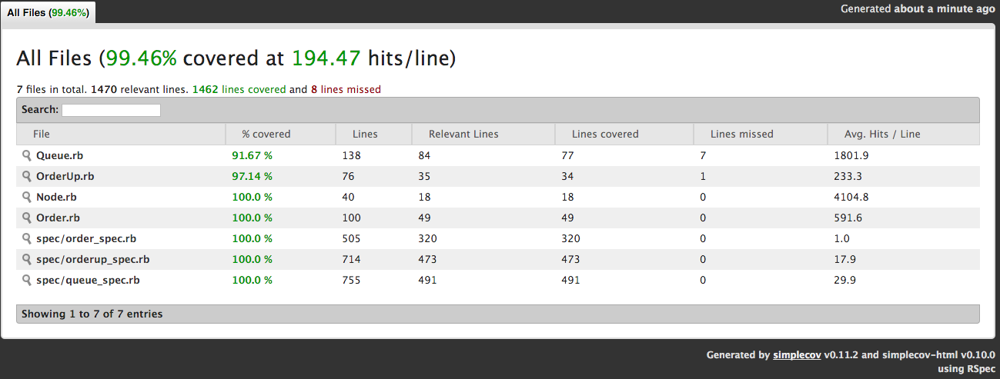 All Files (99.46%)
Generated about a minute ago
All Files (99.46% covered at 194.47 hits/line)
7 files in total. 1470 relevant lines. 1462 lines covered and 8 lines missed
Search:
File % covered Lines Relevant Lines Lines covered Lines missed Avg. Hits / Line
Queue.rb 91.67 % 138 84 77 7 1801.9
OrderUp.rb 97.14 % 76 35 34 1 233.3
Node.rb 100.0 % 40 18 18 0 4104.8
Order.rb 100.0 % 100 49 49 0 591.6
spec/order_spec.rb 100.0 % 505 320 320 0 1.0
spec/orderup_spec.rb 100.0 % 714 473 473 0 17.9
spec/queue_spec.rb 100.0 % 755 491 491 0 29.9
Showing 1 to 7 of 7 entries
Generated by simplecov v0.11.2 and simplecov-html v0.10.0
using RSpec